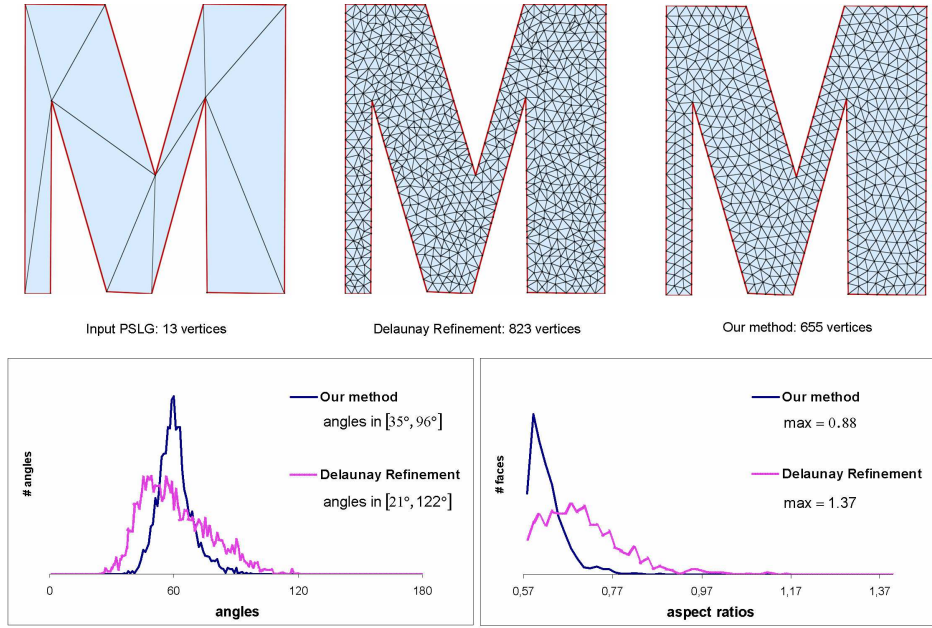 Input PSLG: 13 vertices
Delaunay Refinement: 823 vertices
Our method: 655 vertices
# angles
Our method
angles in [35°, 96°]
Delaunay Refinement
angles in [21°, 122°]
0
60
120
180
angles
# faces
Our method
max = 0.88
Delaunay Refinement
max = 1.37
0,57
0,77
0,97
1,17
1,37
aspect ratios